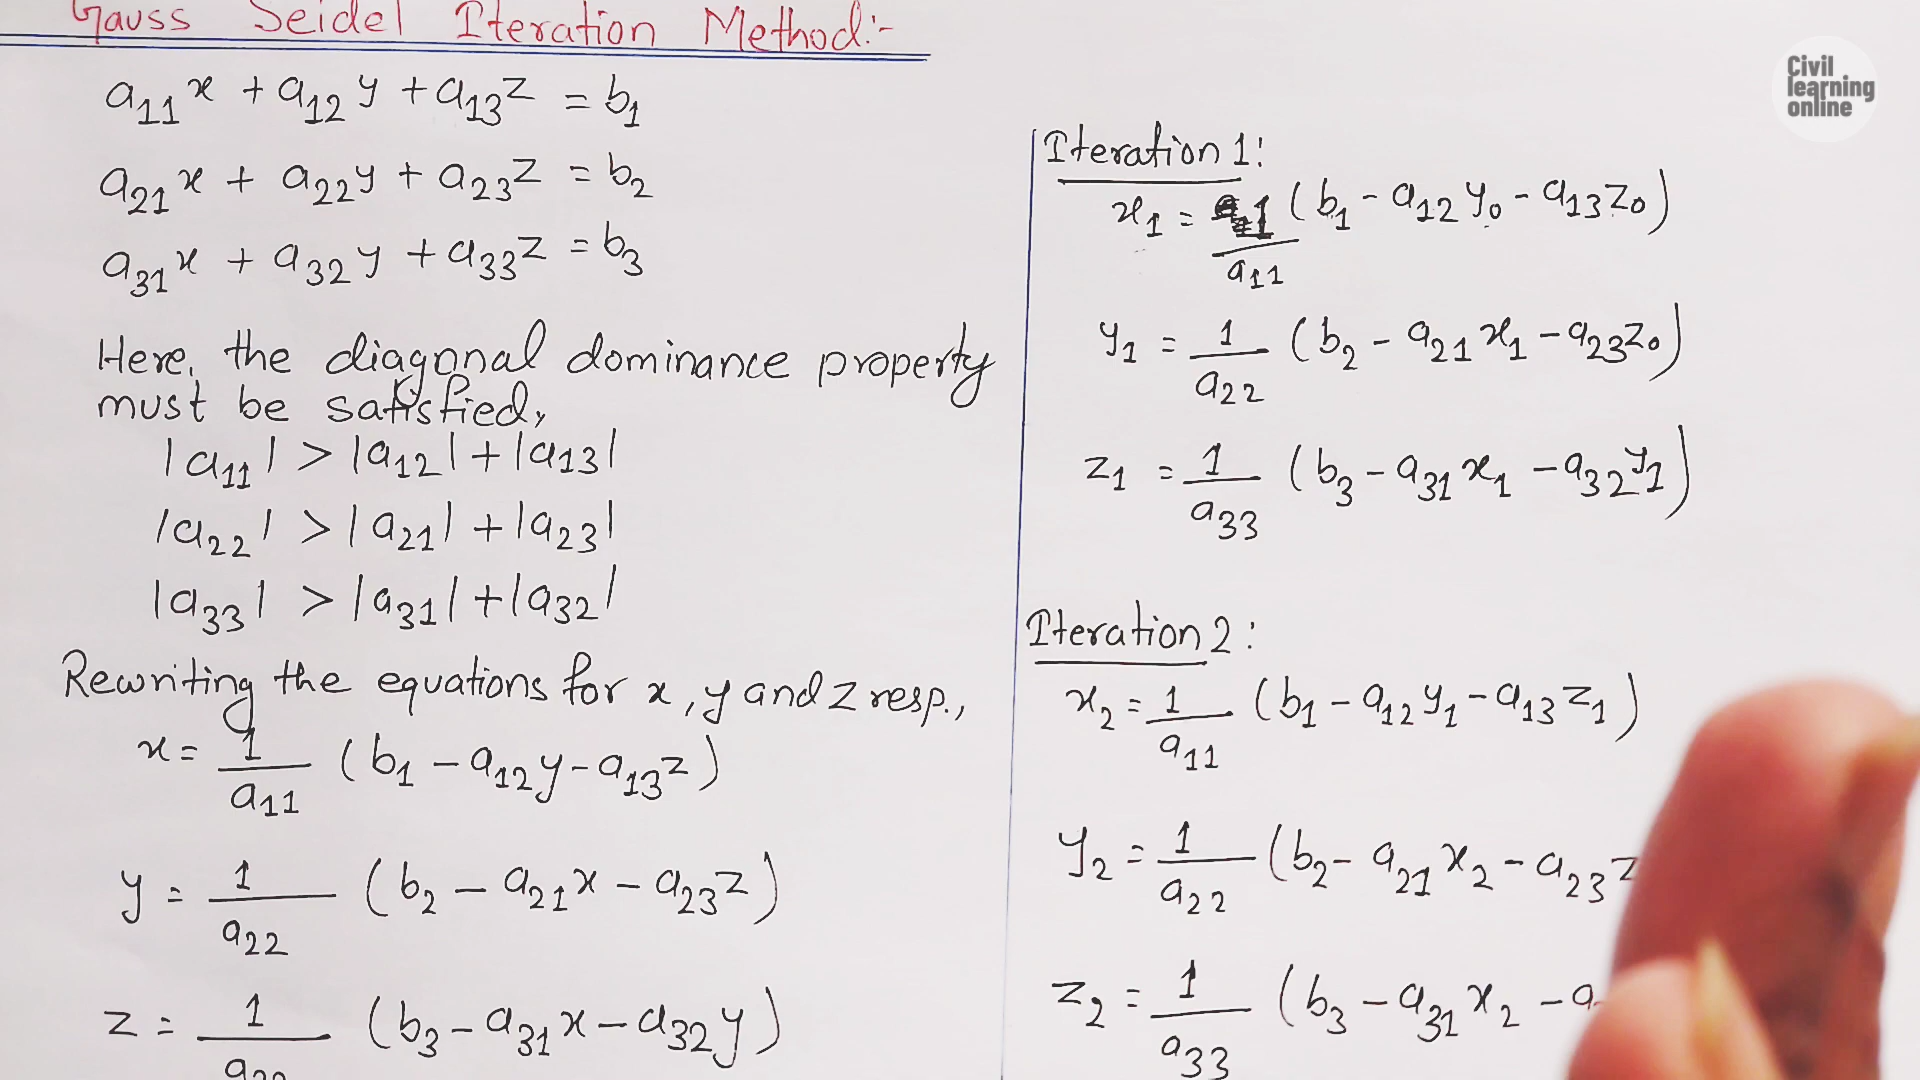 Gauss Seidel Iteration Method:-
a11x + a12y + a13z = b1
a21x + a22y + a23z = b2
a31x + a32y + a33z = b3
Here, the diagonal dominance property
must be satisfied,
|a11| > |a12| + |a13|
|a22| > |a21| + |a23|
|a33| > |a31| + |a32|
Rewriting the equations for x, y and z resp.,
x = 1/a11 (b1 - a12y - a13z)
y = 1/a22 (b2 - a21x - a23z)
z = 1/ (b3 - a31x - a32y)
Iteration 1:
x1 = 1/a11 (b1 - a12y0 - a13z0)
y1 = 1/a22 (b2 - a21x1 - a23z0)
z1 = 1/a33 (b3 - a31x1 - a32y1)
Iteration 2:
x2 = 1/a11 (b1 - a12y1 - a13z1)
y2 = 1/a22 (b2 - a21x2 - a23z
z2 = 1/a33 (b3 - a31x2 - a
Civil
learning
online